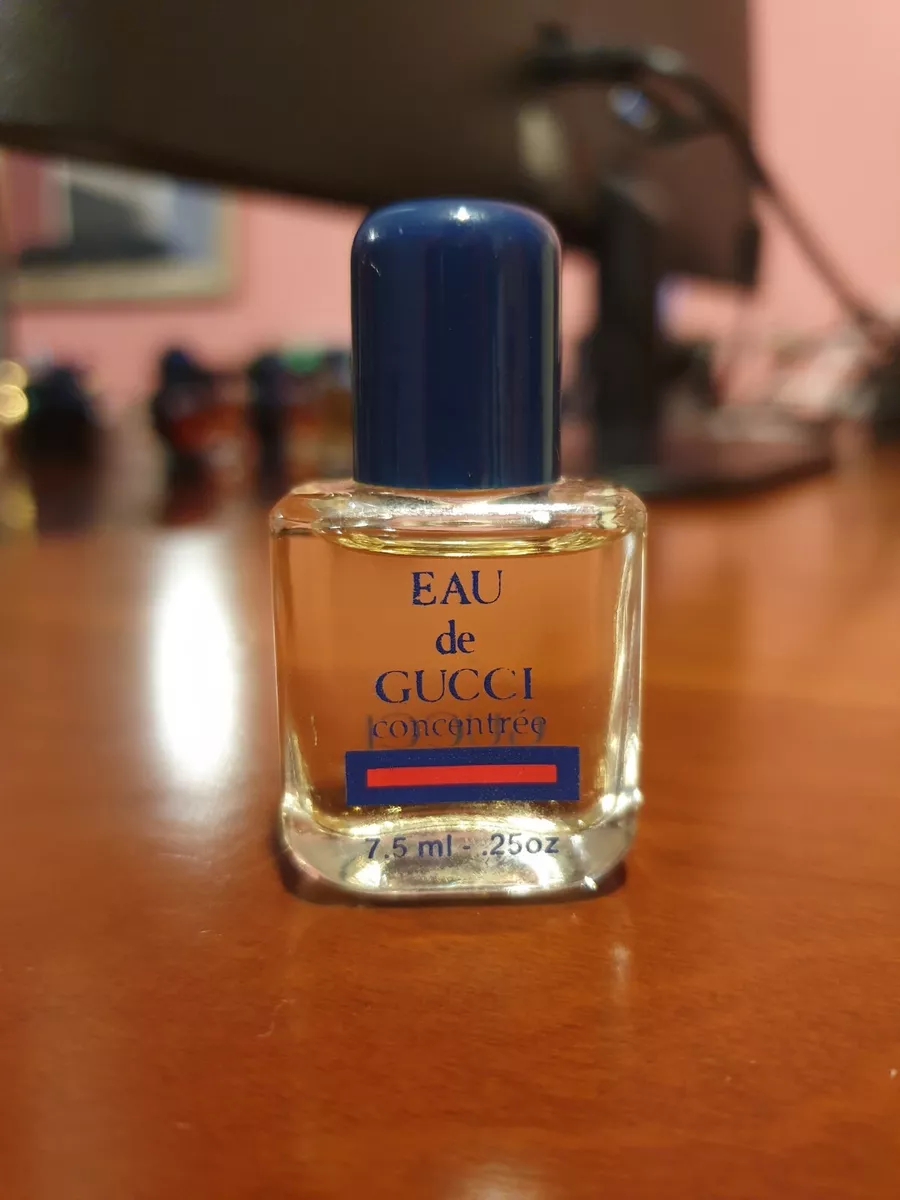 EAU
de
GUCCI
concentrée
7.5 ml - .25oz